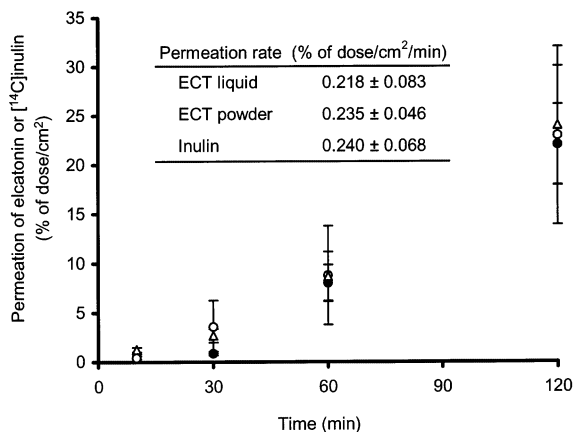 Permeation of elcatonin or [¹⁴C]inulin
(% of dose/cm²)
35
30
25
20
15
10
5
0
Permeation rate (% of dose/cm²/min)
ECT liquid 0.218 ± 0.083
ECT powder 0.235 ± 0.046
Inulin 0.240 ± 0.068
0 30 60 90 120
Time (min)